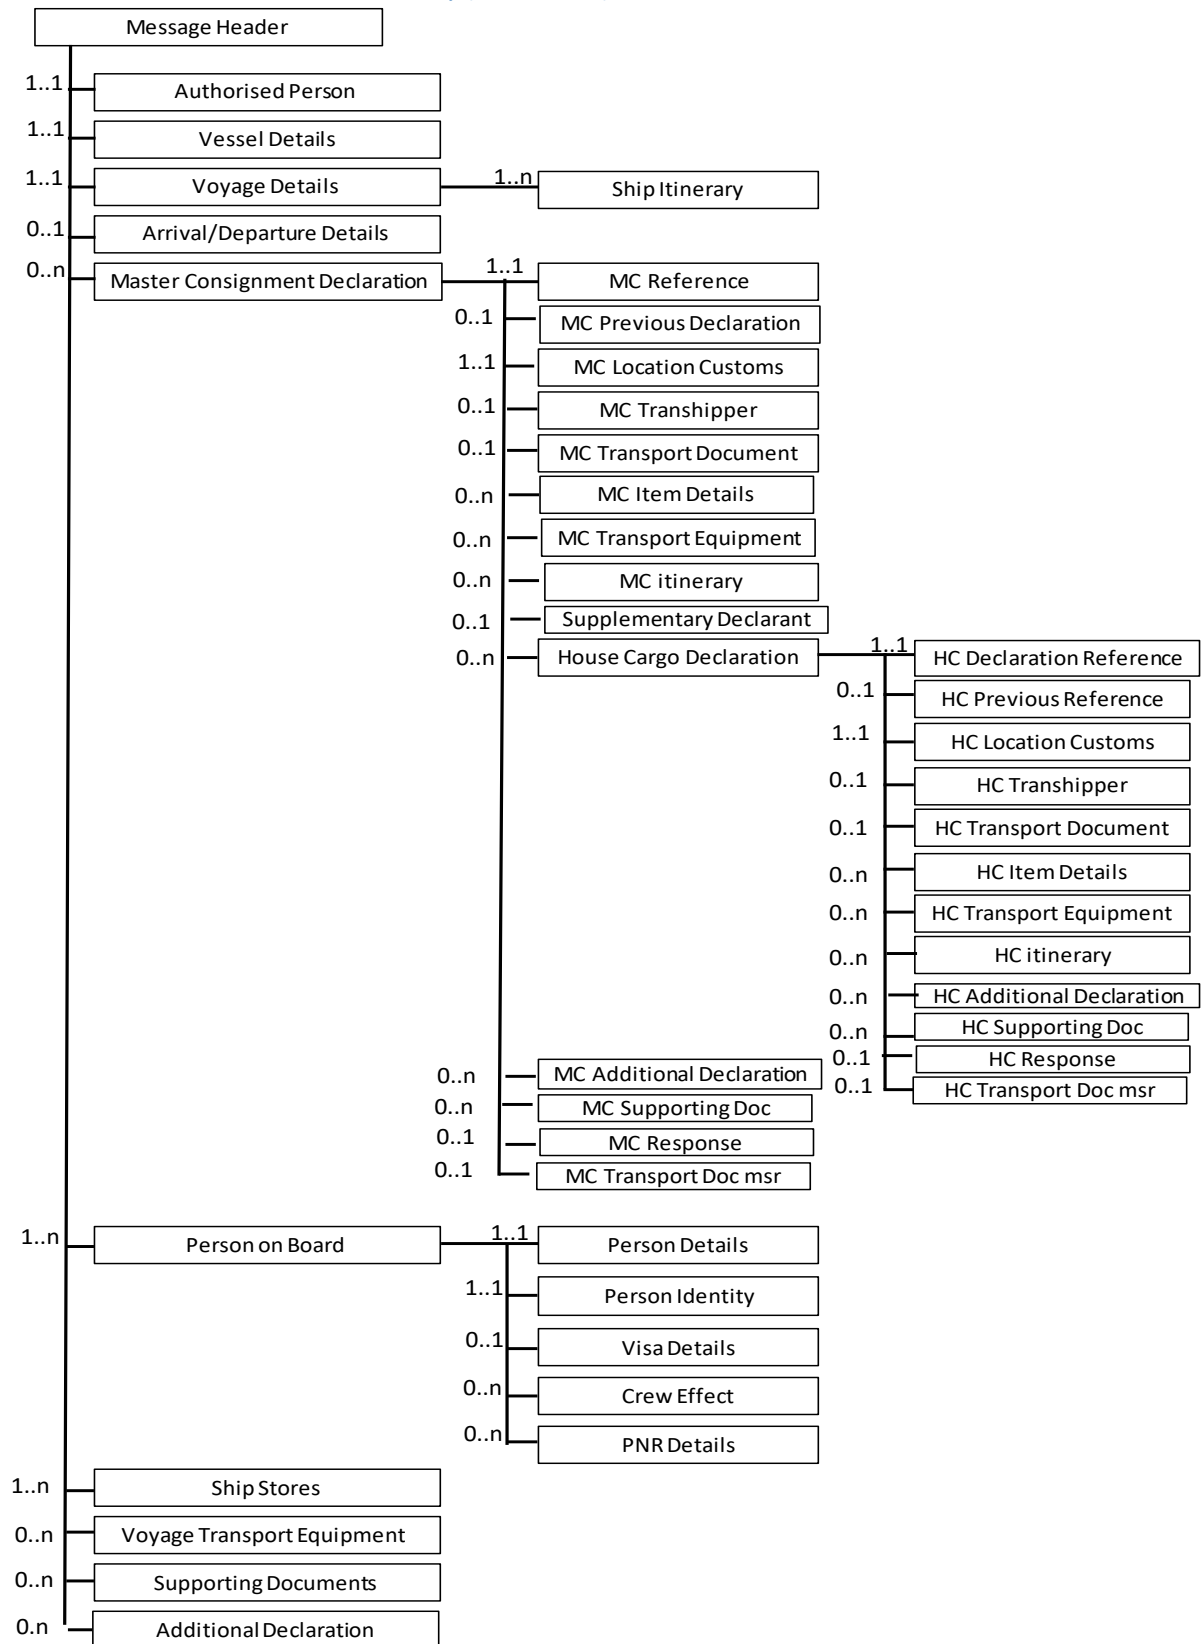 Message Header
1..1 Authorised Person
1..1 Vessel Details
1..1 Voyage Details 1..n Ship Itinerary
0..1 Arrival/Departure Details
0..n Master Consignment Declaration 1..1 MC Reference
0..1 MC Previous Declaration
1..1 MC Location Customs
0..1 MC Transhipper
0..1 MC Transport Document
0..n MC Item Details
0..n MC Transport Equipment
0..n MC itinerary
0..1 Supplementary Declarant
0..n House Cargo Declaration 1..1 HC Declaration Reference
0..1 HC Previous Reference
1..1 HC Location Customs
0..1 HC Transhipper
0..1 HC Transport Document
0..n HC Item Details
0..n HC Transport Equipment
0..n HC itinerary
0..n HC Additional Declaration
0..n HC Supporting Doc
0..1 HC Response
0..1 HC Transport Doc msr
0..n MC Additional Declaration
0..n MC Supporting Doc
0..1 MC Response
0..1 MC Transport Doc msr
1..n Person on Board 1..1 Person Details
1..1 Person Identity
0..1 Visa Details
0..n Crew Effect
0..n PNR Details
1..n Ship Stores
0..n Voyage Transport Equipment
0..n Supporting Documents
0.n Additional Declaration